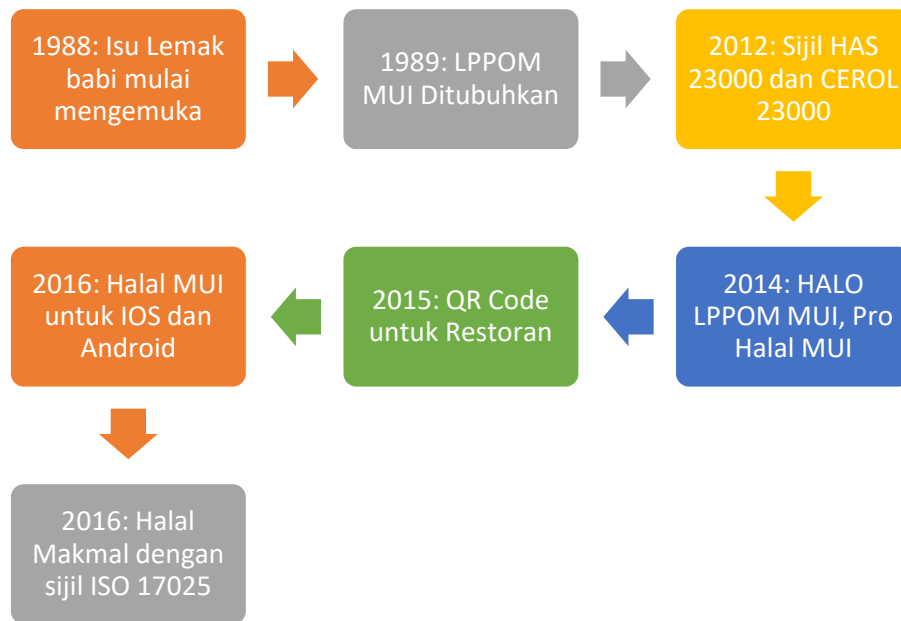 1988: Isu Lemak
babi mulai
mengemuka
1989: LPPOM
MUI Ditubuhkan
2012: Sijil HAS
23000 dan CEROL
23000
2014: HALO
LPPOM MUI, Pro
Halal MUI
2015: QR Code
untuk Restoran
2016: Halal MUI
untuk IOS dan
Android
2016: Halal
Makmal dengan
sijil ISO 17025